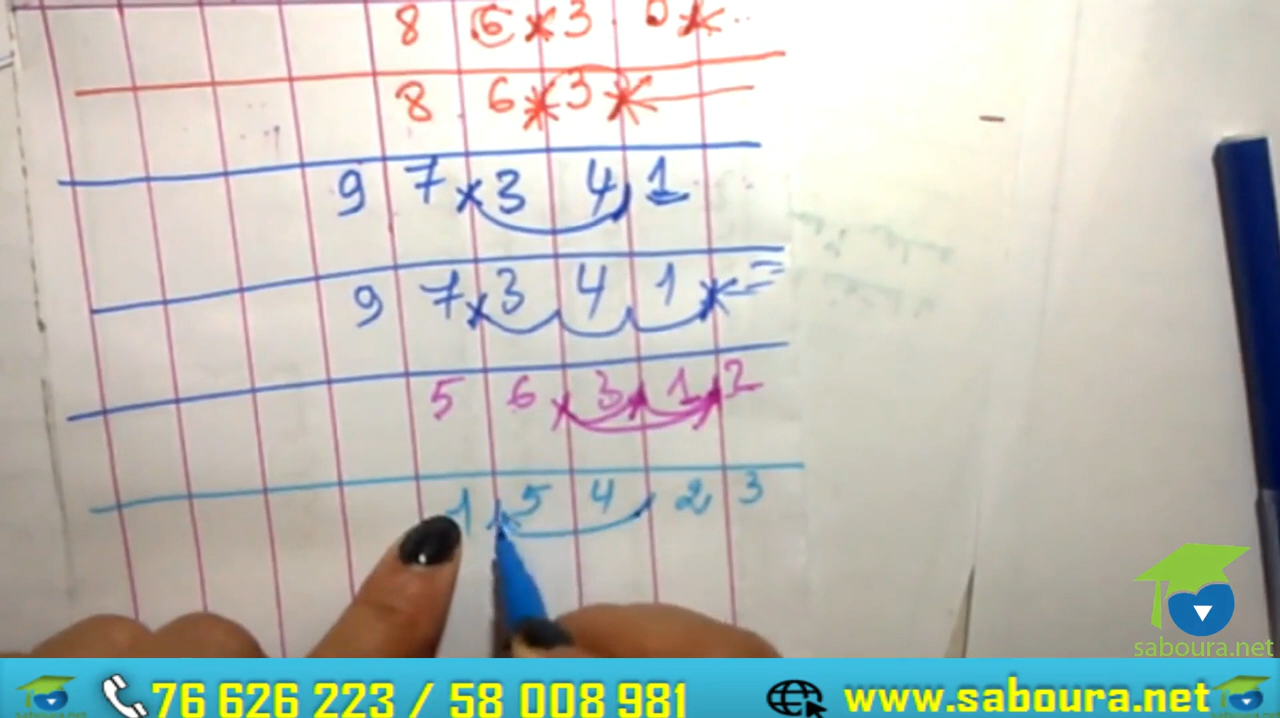 8 6 3 0
8 6 3
9 7 3 4, 1
9 7 3 4 1 =
5 6 3 1 2
1, 5 4, 2 3
saboura.net
76 626 223 / 58 008 981 www.saboura.net